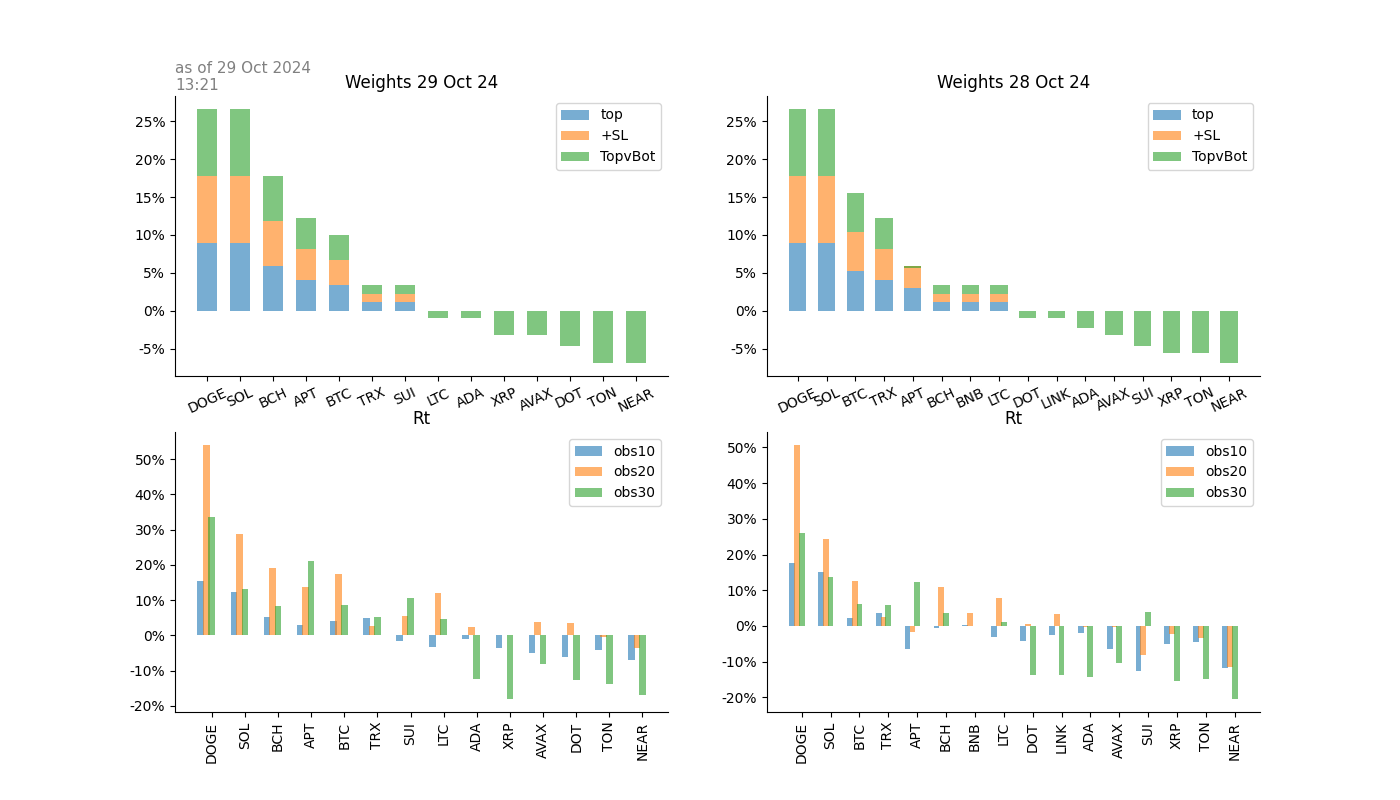 as of 29 Oct 2024
13:21
Weights 29 Oct 24
25%
20%
15%
10%
5%
0%
-5%
top
+SL
TopvBot
DOGE SOL BCH APT BTC TRX SUI LTC ADA XRP AVAX DOT TON NEAR
Weights 28 Oct 24
25%
20%
15%
10%
5%
0%
-5%
top
+SL
TopvBot
DOGE SOL BTC TRX APT BCH BNB LTC DOT LINK ADA AVAX SUI XRP TON NEAR
Rt
50%
40%
30%
20%
10%
0%
-10%
-20%
obs10
obs20
obs30
DOGE SOL BCH APT BTC TRX SUI LTC ADA XRP AVAX DOT TON NEAR
Rt
50%
40%
30%
20%
10%
0%
-10%
-20%
obs10
obs20
obs30
DOGE SOL BTC TRX APT BCH BNB LTC DOT LINK ADA AVAX SUI XRP TON NEAR